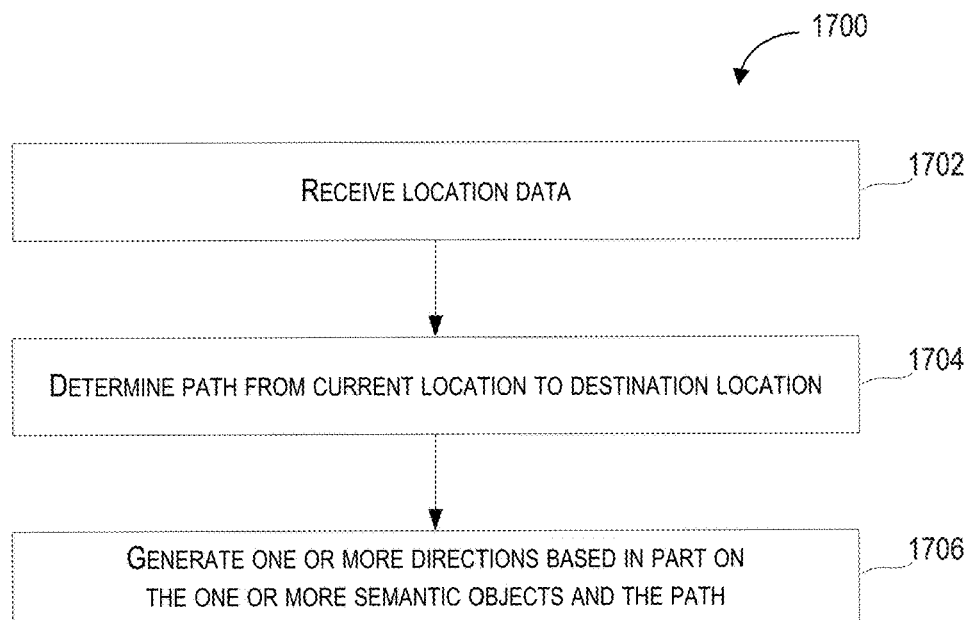 1700
RECEIVE LOCATION DATA
1702
DETERMINE PATH FROM CURRENT LOCATION TO DESTINATION LOCATION
1704
GENERATE ONE OR MORE DIRECTIONS BASED IN PART ON
THE ONE OR MORE SEMANTIC OBJECTS AND THE PATH
1706